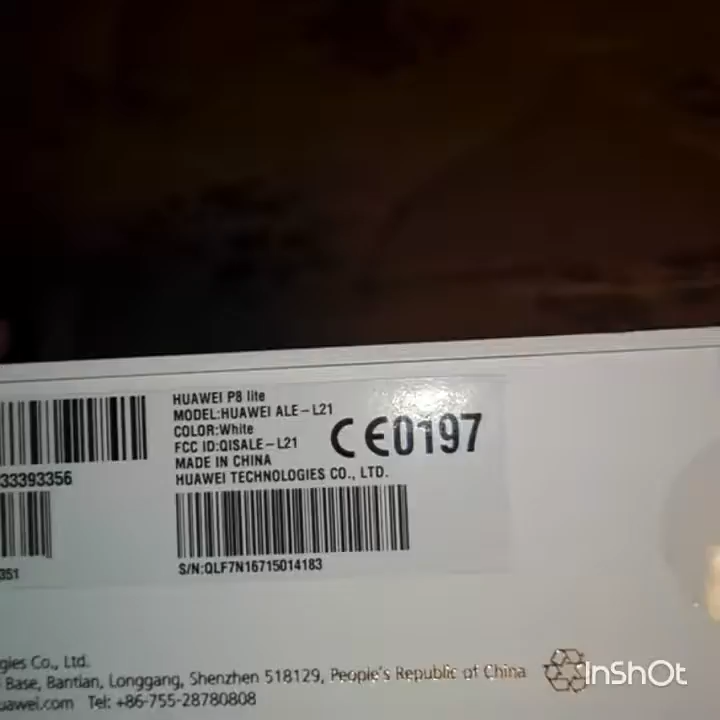 HUAWEI P8 lite
MODEL:HUAWEI ALE-L21
COLOR:White
FCC ID:QISALE-L21
MADE IN CHINA
HUAWEI TECHNOLOGIES CO., LTD.
CE0197
33393356
351
S/N:QLF7N16715014183
gies Co., Ltd.
Base, Bantian, Longgang, Shenzhen 518129, People's Republic of China
uawei.com Tel: +86-755-28780808
InShOt